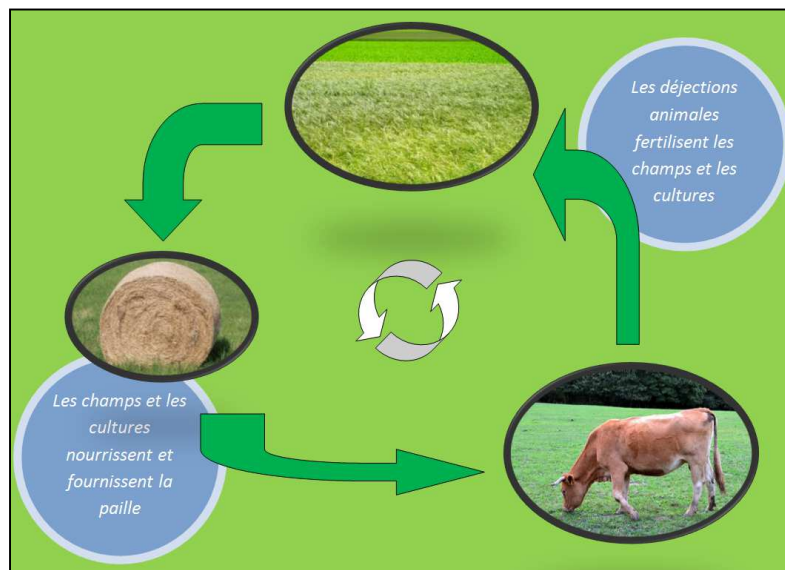 Les déjections
animales
fertilisent les
champs et les
cultures
Les champs et les
cultures
nourrissent et
fournissent la
paille